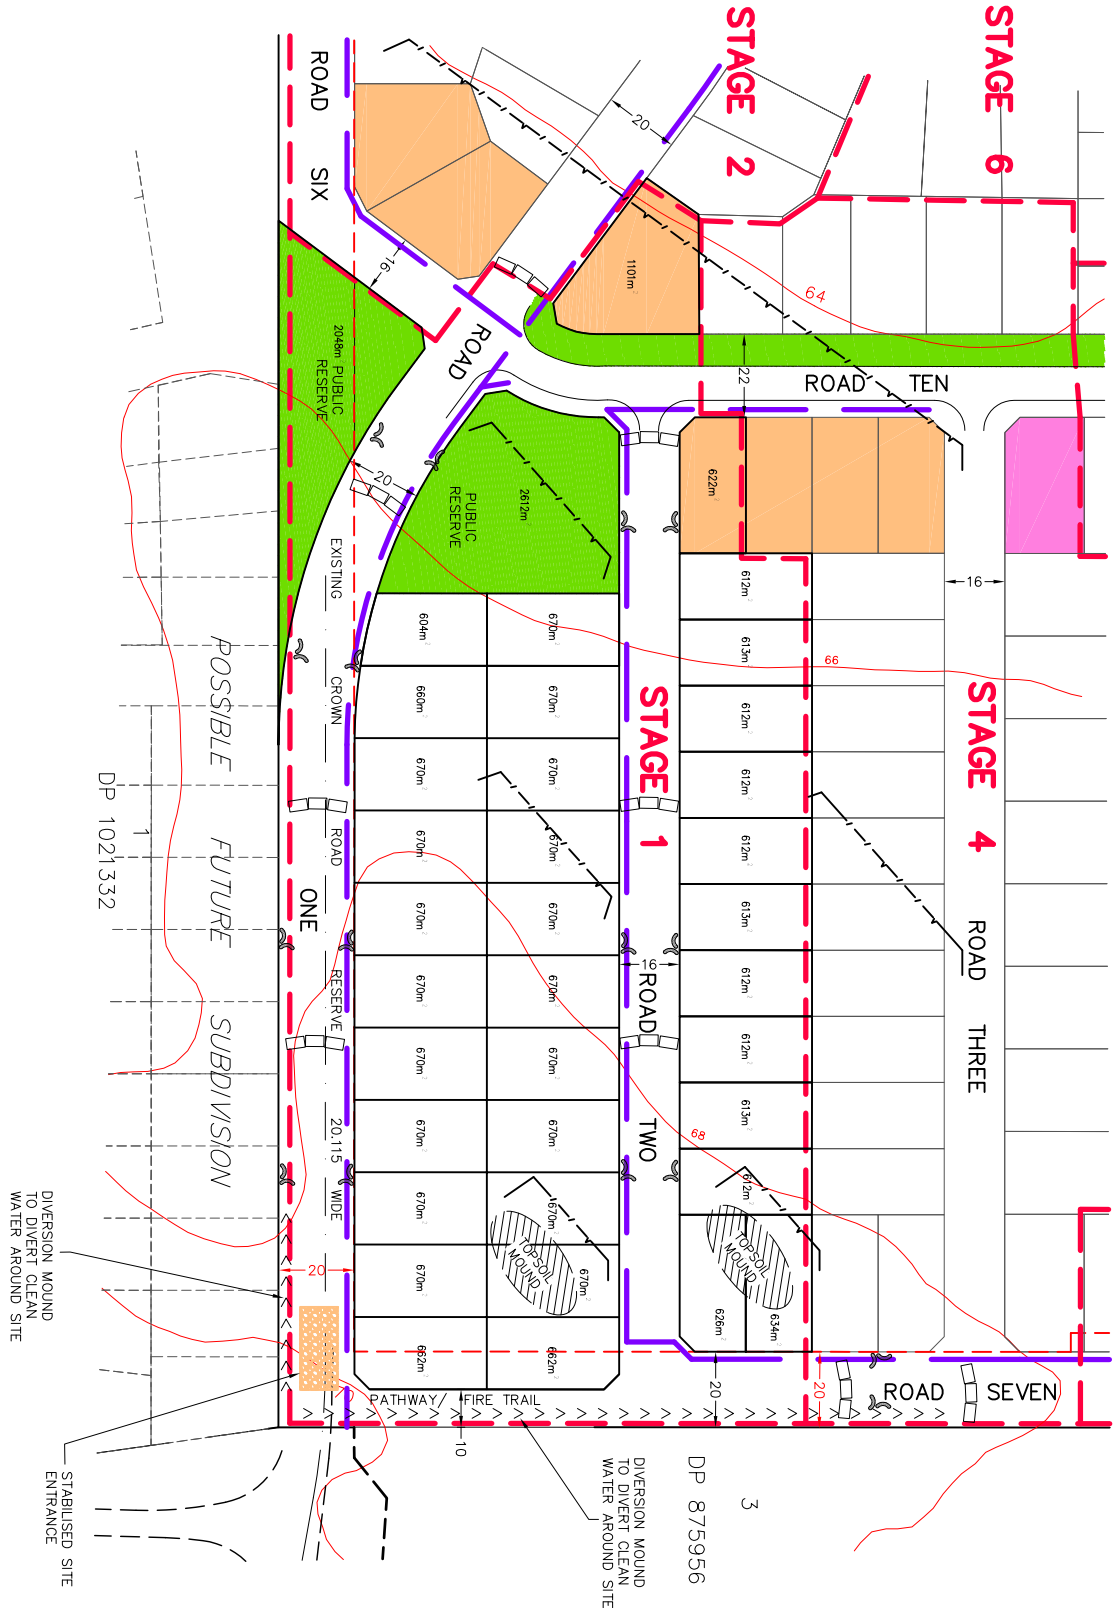 STAGE 6
STAGE 2
ROAD SIX
20
16
1101m²
64
2048m² PUBLIC
RESERVE
ROAD
22
ROAD TEN
20
PUBLIC
RESERVE
2612m²
622m²
16
EXISTING CROWN ROAD RESERVE 20.115 WIDE
604m²
660m²
670m²
670m²
670m²
670m²
670m²
670m²
670m²
670m²
662m²
670m²
670m²
670m²
670m²
670m²
670m²
670m²
670m²
670m²
670m²
662m²
612m²
613m²
612m²
612m²
612m²
613m²
612m²
612m²
613m²
612m²
626m²
634m²
66
68
STAGE 1
STAGE 4
ROAD THREE
16
ROAD TWO
ONE
POSSIBLE FUTURE SUBDIVISION
1
DP 1021332
TOPSOIL
MOUND
TOPSOIL
MOUND
20
20
20
ROAD SEVEN
PATHWAY/ FIRE TRAIL
10
DIVERSION MOUND
TO DIVERT CLEAN
WATER AROUND SITE
STABILISED SITE
ENTRANCE
DIVERSION MOUND
TO DIVERT CLEAN
WATER AROUND SITE
3
DP 875956